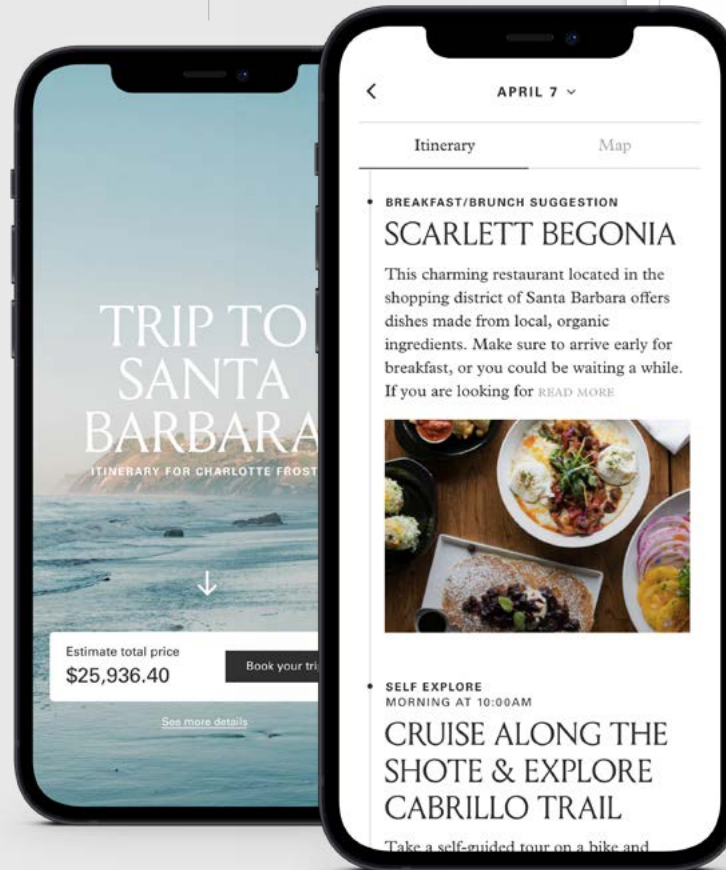 TRIP TO
SANTA
BARBARA
ITINERARY FOR CHARLOTTE FROST
Estimate total price
$25,936.40
Book your tri
See more details
APRIL 7
Itinerary
Map
BREAKFAST/BRUNCH SUGGESTION
SCARLETT BEGONIA
This charming restaurant located in the
shopping district of Santa Barbara offers
dishes made from local, organic
ingredients. Make sure to arrive early for
breakfast, or you could be waiting a while.
If you are looking for READ MORE
SELF EXPLORE
MORNING AT 10:00AM
CRUISE ALONG THE
SHOTE & EXPLORE
CABRILLO TRAIL
Take a self-guided tour on a bike and